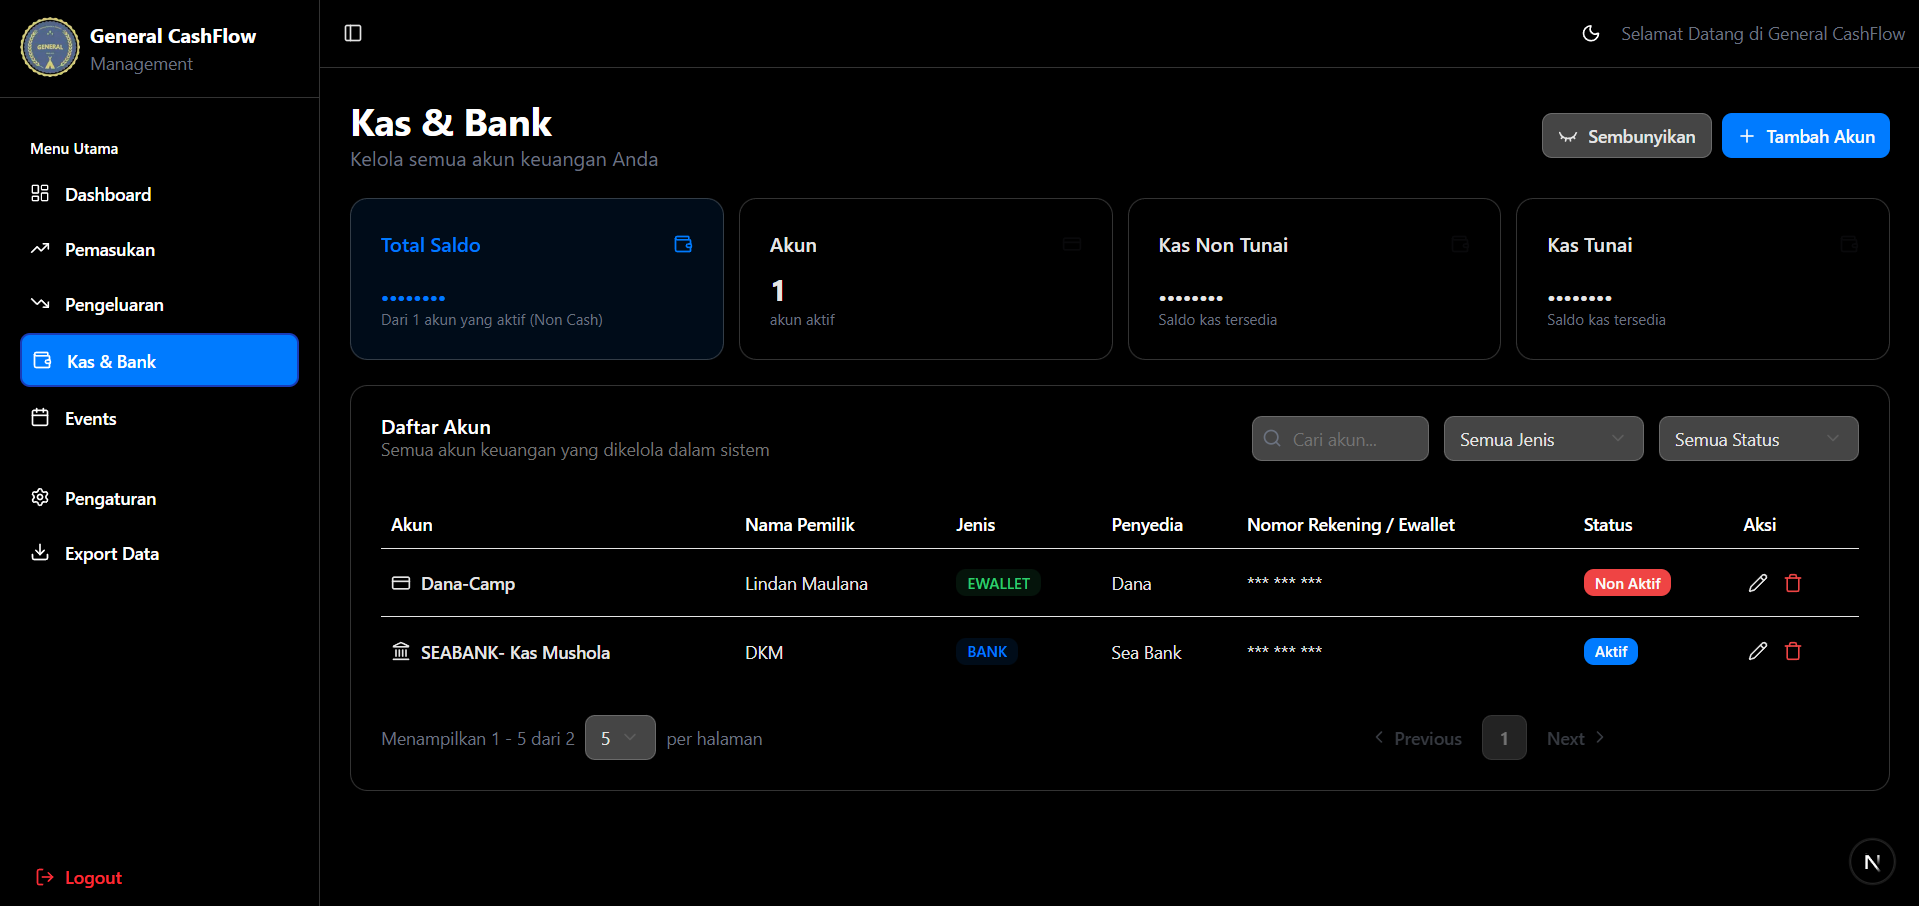 GENERAL
General CashFlow
Management
Selamat Datang di General CashFlow
Menu Utama
Dashboard
Pemasukan
Pengeluaran
Kas & Bank
Events
Pengaturan
Export Data
Logout
Kas & Bank
Kelola semua akun keuangan Anda
Sembunyikan
+ Tambah Akun
Total Saldo
••••••••
Dari 1 akun yang aktif (Non Cash)
Akun
1
akun aktif
Kas Non Tunai
••••••••
Saldo kas tersedia
Kas Tunai
••••••••
Saldo kas tersedia
Daftar Akun
Semua akun keuangan yang dikelola dalam sistem
Cari akun...
Semua Jenis
Semua Status
Akun Nama Pemilik Jenis Penyedia Nomor Rekening / Ewallet Status Aksi
Dana-Camp Lindan Maulana EWALLET Dana *** *** *** Non Aktif
SEABANK- Kas Mushola DKM BANK Sea Bank *** *** *** Aktif
Menampilkan 1 - 5 dari 2 5 per halaman
Previous 1 Next
N